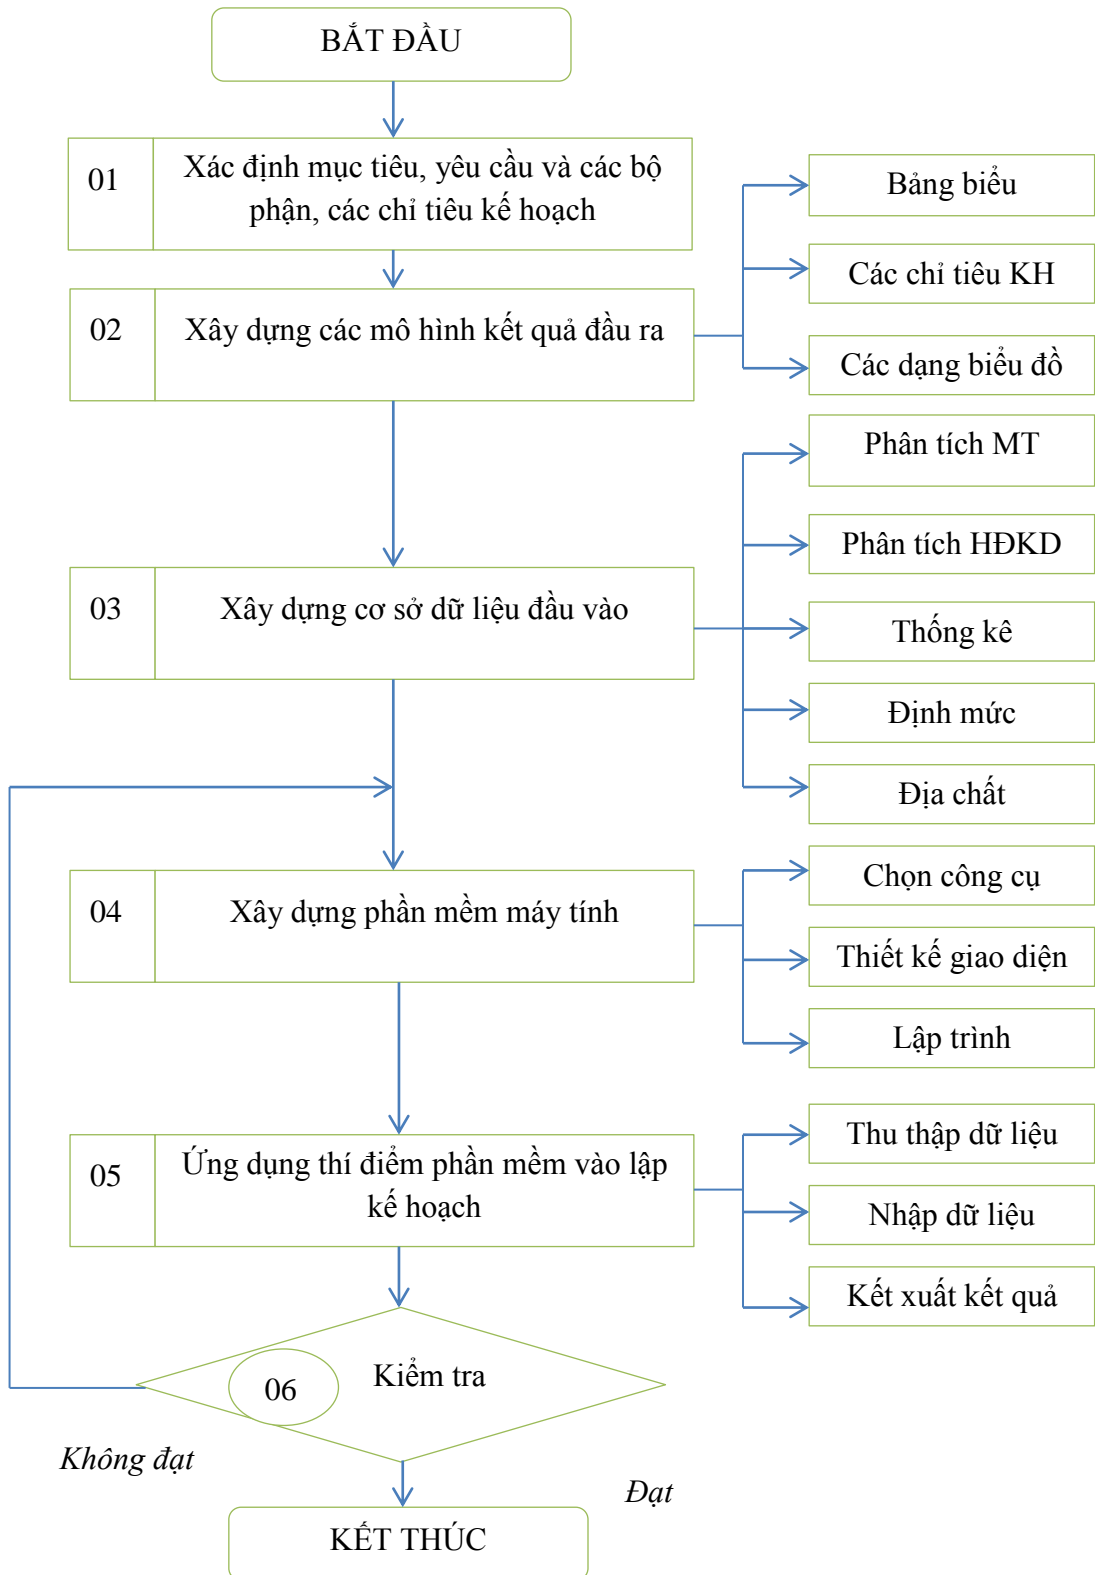 BẮT ĐẦU
01
Xác định mục tiêu, yêu cầu và các bộ
phận, các chỉ tiêu kế hoạch
02
Xây dựng các mô hình kết quả đầu ra
Bảng biểu
Các chỉ tiêu KH
Các dạng biểu đồ
03
Xây dựng cơ sở dữ liệu đầu vào
Phân tích MT
Phân tích HĐKD
Thống kê
Định mức
Địa chất
04
Xây dựng phần mềm máy tính
Chọn công cụ
Thiết kế giao diện
Lập trình
05
Ứng dụng thí điểm phần mềm vào lập
kế hoạch
Thu thập dữ liệu
Nhập dữ liệu
Kết xuất kết quả
06
Kiểm tra
Không đạt
Đạt
KẾT THÚC